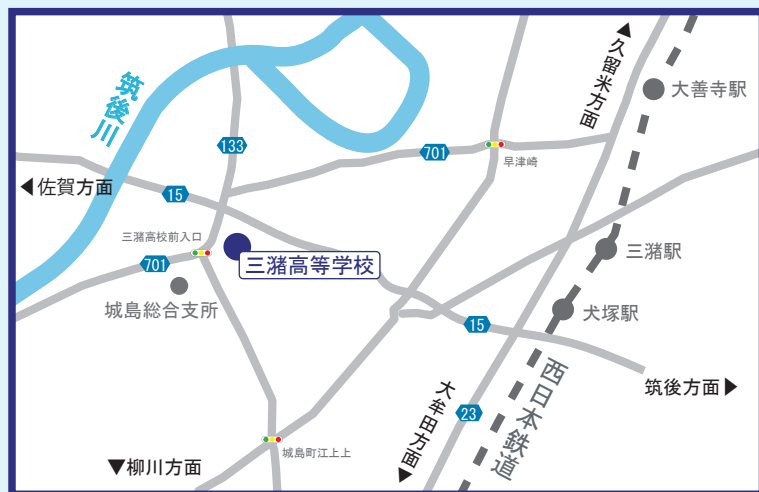 筑後川
久留米方面
大善寺駅
133
701
早津崎
佐賀方面
15
三潴高校前入口
三潴高等学校
三潴駅
701
城島総合支所
犬塚駅
15
西日本鉄道
筑後方面
大牟田方面
23
城島町江上上
柳川方面